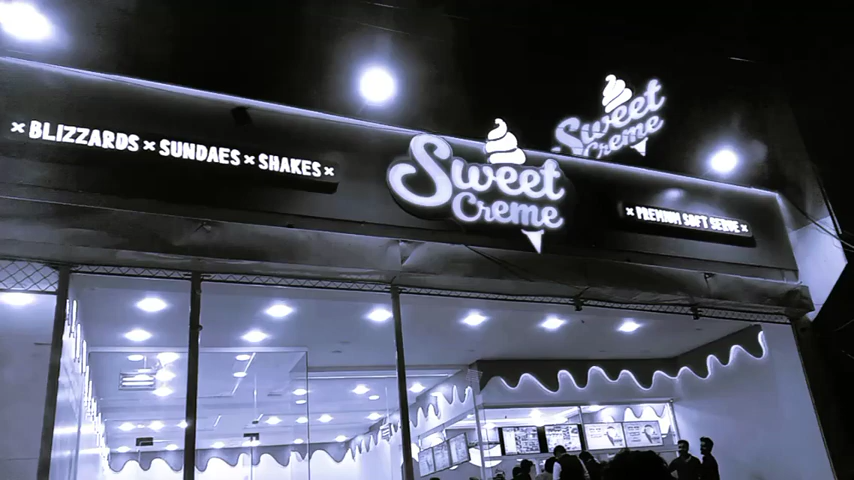 × BLIZZARDS × SUNDAES × SHAKES ×
Sweet
Creme
Sweet
Creme
× PREMIUM SOFT SERVE ×